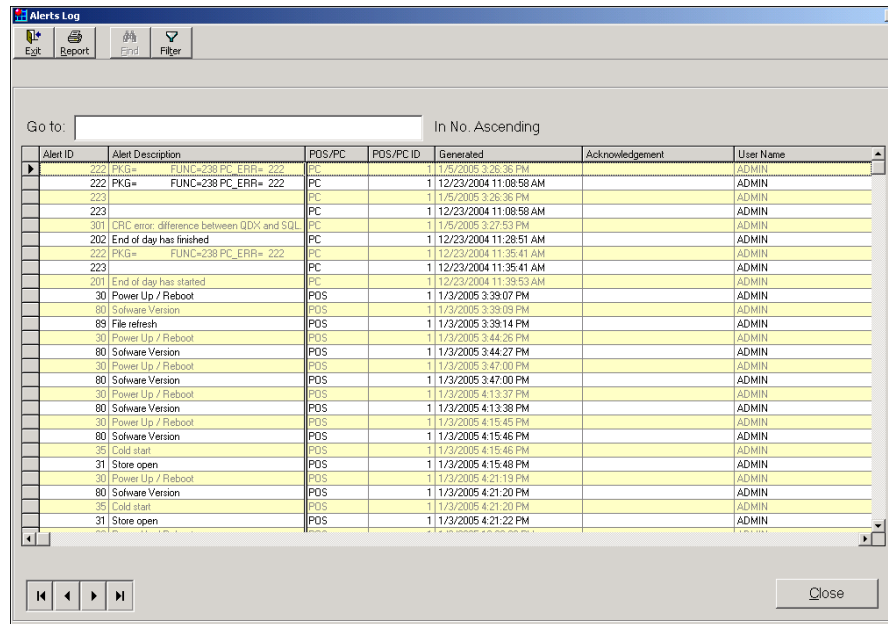 Alerts Log
Exit Report Find Filter
Go to: In No. Ascending
Alert ID Alert Description POS/PC POS/PC ID Generated Acknowledgement User Name
222 PKG= FUNC=238 PC_ERR= 222 PC 1 1/5/2005 3:26:36 PM ADMIN
222 PKG= FUNC=238 PC_ERR= 222 PC 1 12/23/2004 11:08:58 AM ADMIN
223 PC 1 1/5/2005 3:26:36 PM ADMIN
223 PC 1 12/23/2004 11:08:58 AM ADMIN
301 CRC error: difference between QDX and SQL PC 1 1/5/2005 3:27:53 PM ADMIN
202 End of day has finished PC 1 12/23/2004 11:28:51 AM ADMIN
222 PKG= FUNC=238 PC_ERR= 222 PC 1 12/23/2004 11:35:41 AM ADMIN
223 PC 1 12/23/2004 11:35:41 AM ADMIN
201 End of day has started PC 1 12/23/2004 11:39:53 AM ADMIN
30 Power Up / Reboot POS 1 1/3/2005 3:39:07 PM ADMIN
80 Sofware Version POS 1 1/3/2005 3:39:09 PM ADMIN
89 File refresh POS 1 1/3/2005 3:39:14 PM ADMIN
30 Power Up / Reboot POS 1 1/3/2005 3:44:26 PM ADMIN
80 Sofware Version POS 1 1/3/2005 3:44:27 PM ADMIN
30 Power Up / Reboot POS 1 1/3/2005 3:47:00 PM ADMIN
80 Sofware Version POS 1 1/3/2005 3:47:00 PM ADMIN
30 Power Up / Reboot POS 1 1/3/2005 4:13:37 PM ADMIN
80 Sofware Version POS 1 1/3/2005 4:13:38 PM ADMIN
30 Power Up / Reboot POS 1 1/3/2005 4:15:45 PM ADMIN
80 Sofware Version POS 1 1/3/2005 4:15:46 PM ADMIN
35 Cold start POS 1 1/3/2005 4:15:46 PM ADMIN
31 Store open POS 1 1/3/2005 4:15:48 PM ADMIN
30 Power Up / Reboot POS 1 1/3/2005 4:21:19 PM ADMIN
80 Sofware Version POS 1 1/3/2005 4:21:20 PM ADMIN
35 Cold start POS 1 1/3/2005 4:21:20 PM ADMIN
31 Store open POS 1 1/3/2005 4:21:22 PM ADMIN
Close